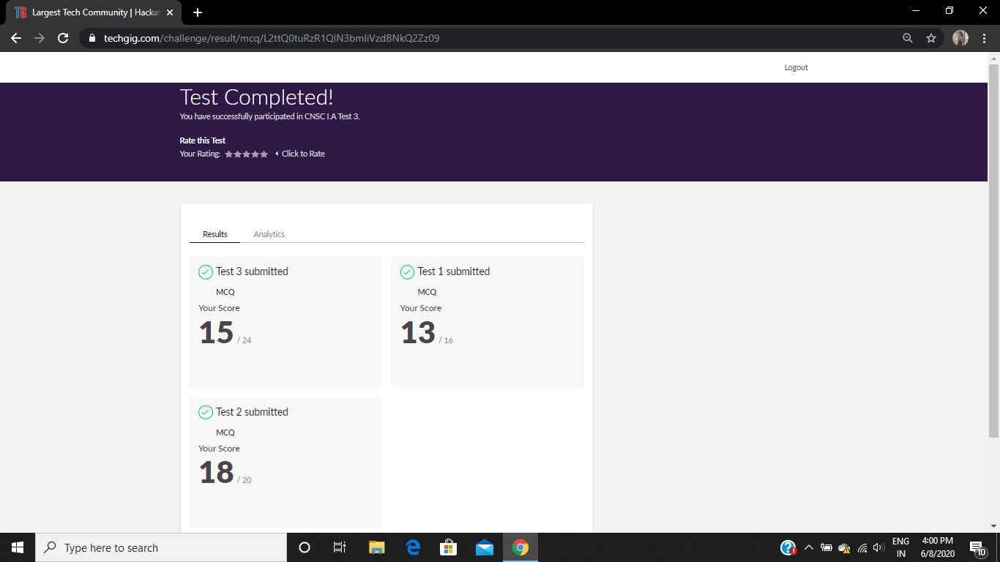 Largest Tech Community | Hacka
techgig.com/challenge/result/mcq/L2ttQ0tuRzR1QlN3bmliVzdBNkQ2Zz09
Logout
Test Completed!
You have successfully participated in CNSC I.A Test 3.
Rate this Test
Your Rating: Click to Rate
Results Analytics
Test 3 submitted
MCQ
Your Score
15 / 24
Test 1 submitted
MCQ
Your Score
13 / 16
Test 2 submitted
MCQ
Your Score
18 / 20
Type here to search
ENG
IN
4:00 PM
6/8/2020
10